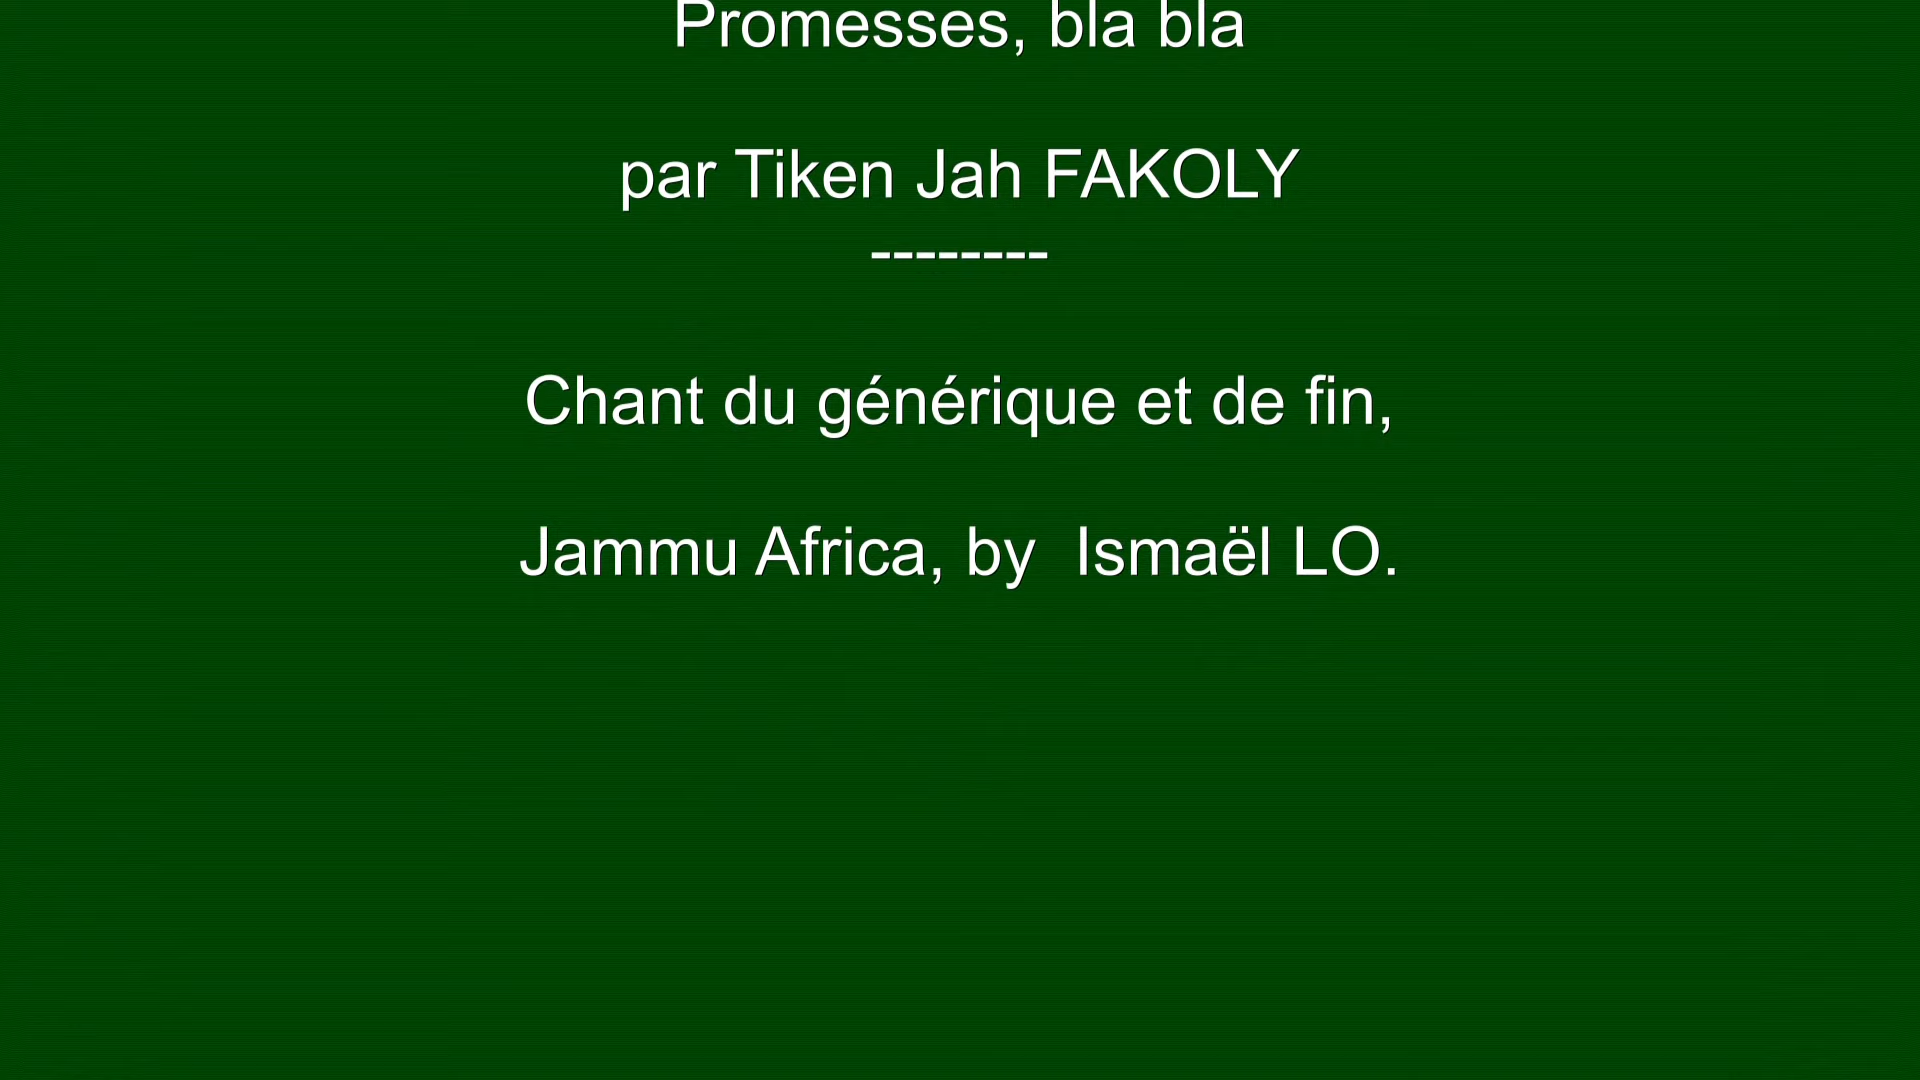 Promesses, bla bla
par Tiken Jah FAKOLY
--------
Chant du générique et de fin,
Jammu Africa, by  Ismaël LO.